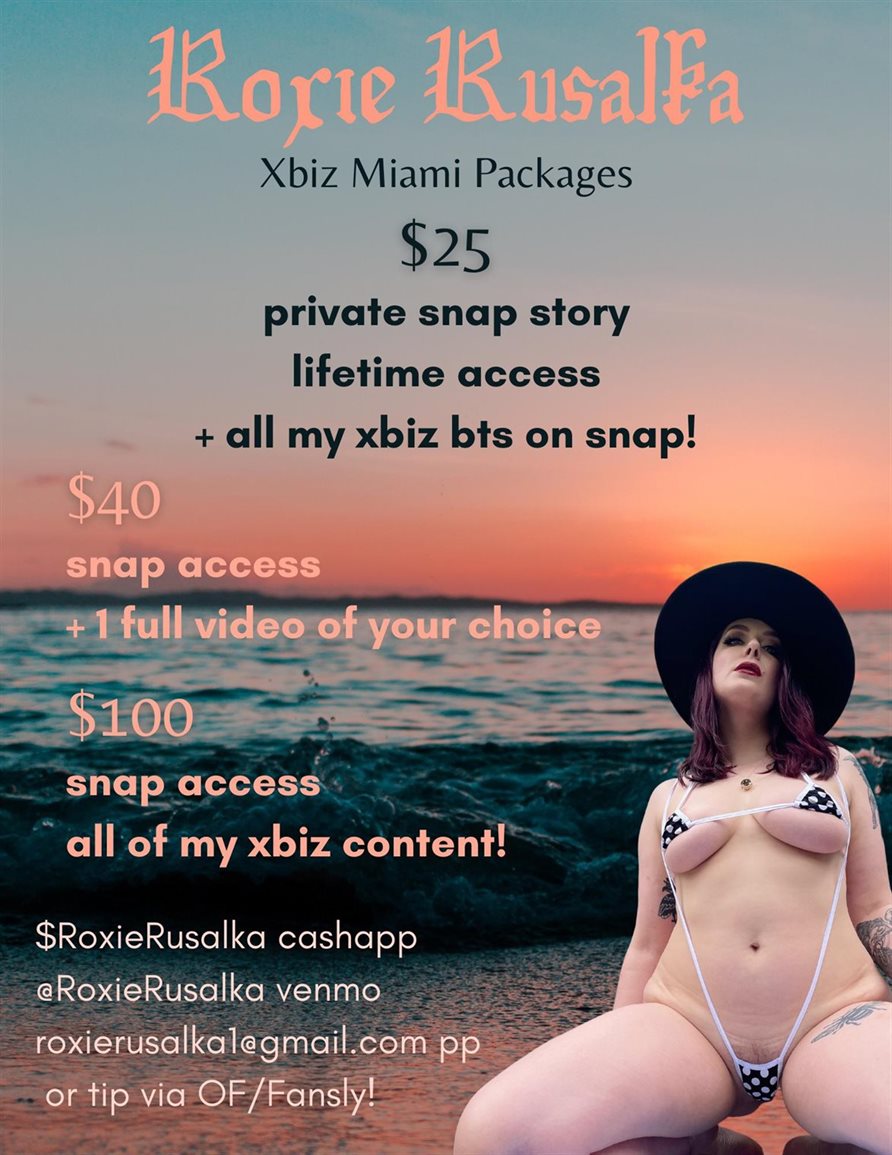 Roxie Rusalka
Xbiz Miami Packages
$25
private snap story
lifetime access
+ all my xbiz bts on snap!
$40
snap access
+ 1 full video of your choice
$100
snap access
all of my xbiz content!
$RoxieRusalka cashapp
@RoxieRusalka venmo
roxierusalka1@gmail.com pp
or tip via OF/Fansly!